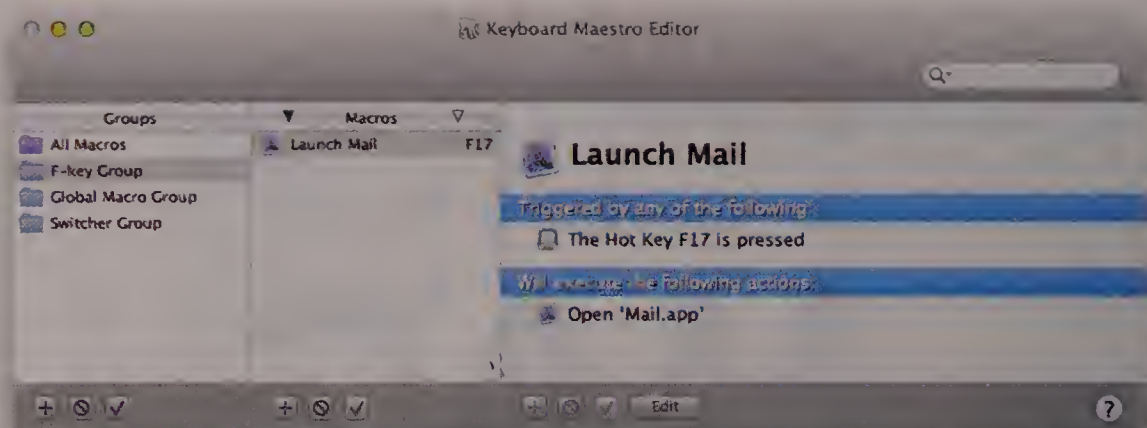 Keyboard Maestro Editor
Groups
All Macros
F-key Group
Global Macro Group
Switcher Group
Macros
Launch Mail F17
Launch Mail
Triggered by any of the following:
The Hot Key F17 is pressed
Will execute the following actions:
Open 'Mail.app'
Edit
?